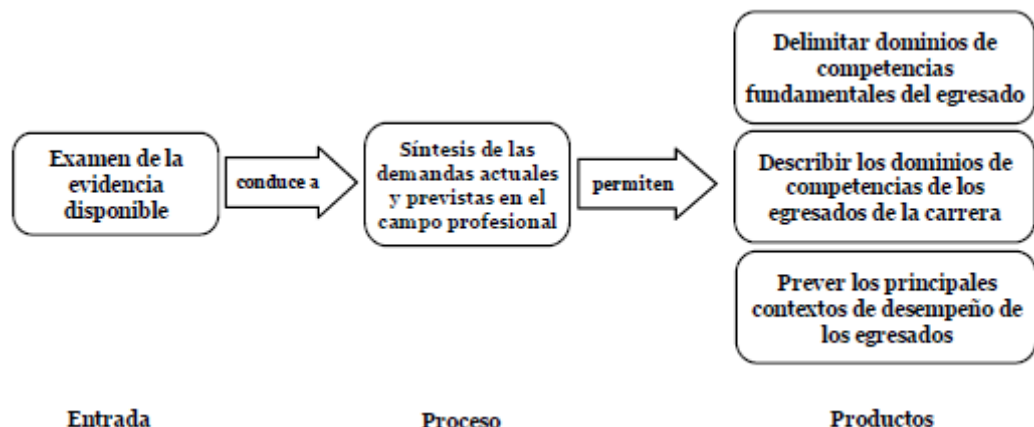 Examen de la
evidencia
disponible
conduce a
Síntesis de las
demandas actuales
y previstas en el
campo profesional
permiten
Delimitar dominios de
competencias
fundamentales del egresado
Describir los dominios de
competencias de los
egresados de la carrera
Prever los principales
contextos de desempeño de
los egresados
Entrada
Proceso
Productos